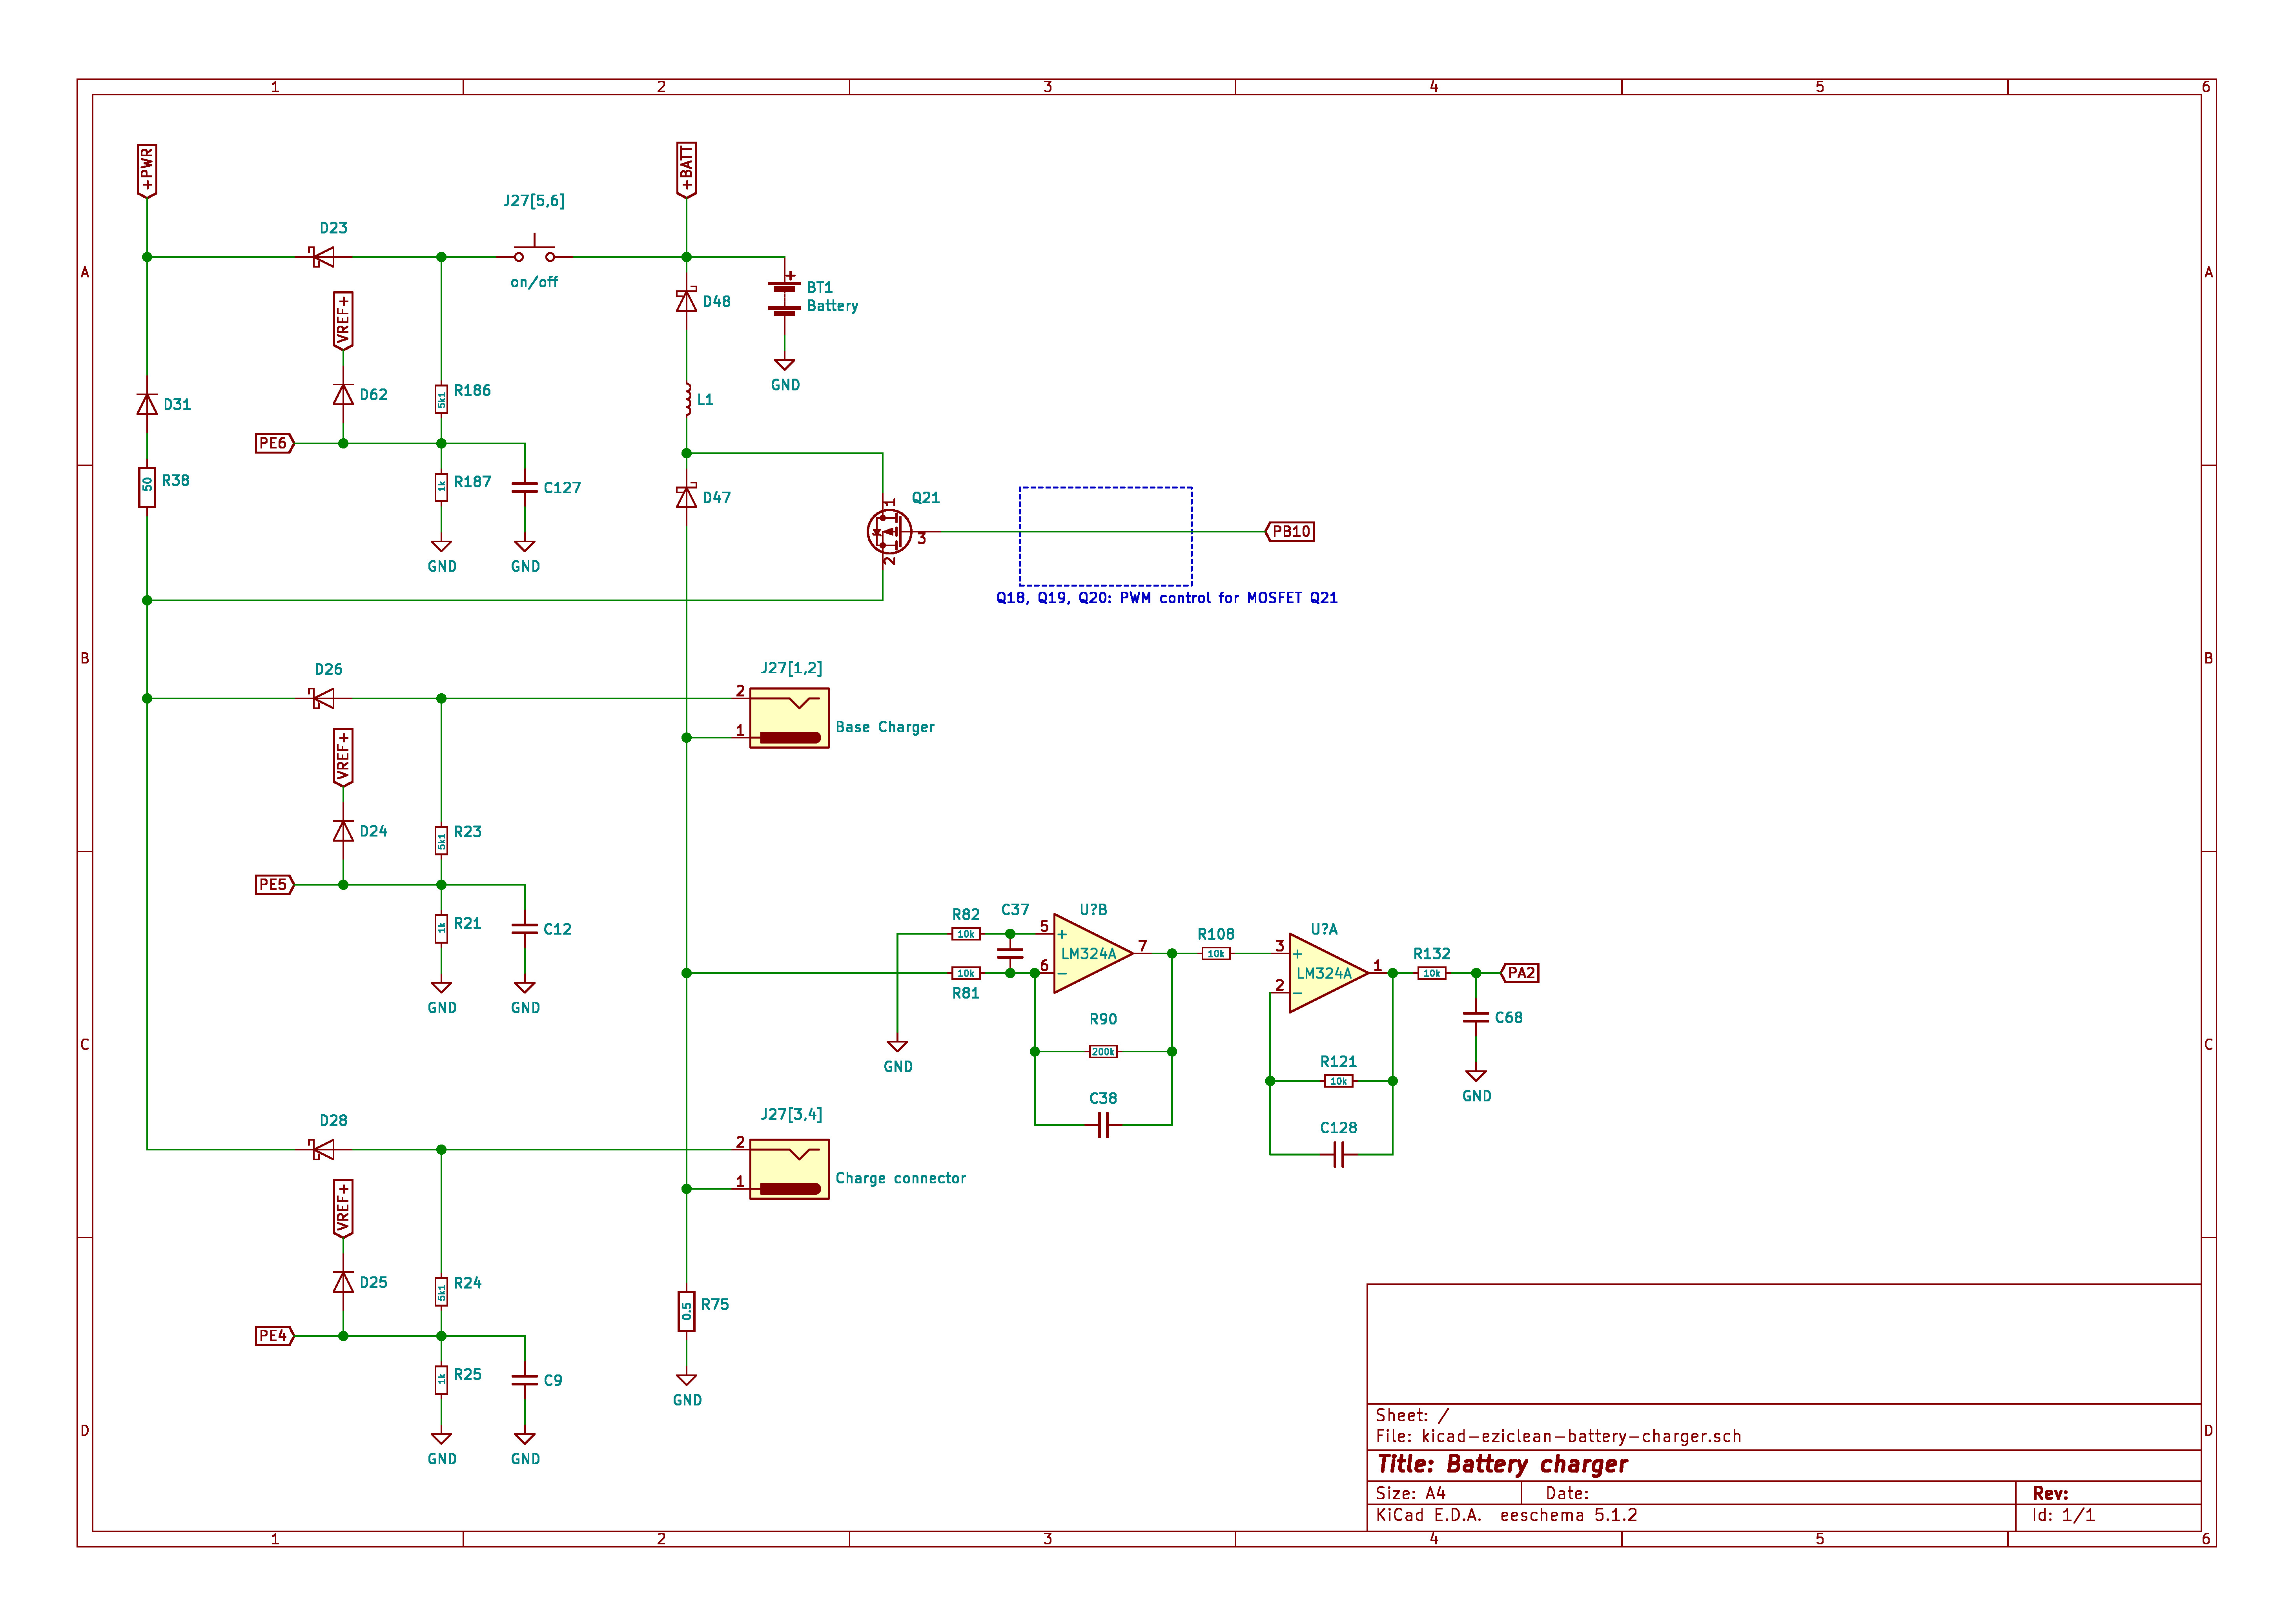 1 2 3 4 5 6
+PWR
+BATT
J27[5,6]
D23
on/off
A
A
VREF+
D48
BT1
Battery
GND
D31
D62
R186
5k1
L1
PE6
R38
50
R187
1k
C127
D47
Q21
1
3
2
PB10
GND
GND
Q18, Q19, Q20: PWM control for MOSFET Q21
B
B
D26
J27[1,2]
2
1
Base Charger
VREF+
D24
R23
5k1
PE5
R21
1k
C12
GND
GND
R82
10k
C37
U?B
5
+
LM324A
7
6
−
R81
10k
R108
10k
U?A
3
+
LM324A
1
2
−
R132
10k
PA2
C68
GND
GND
R90
200k
C38
R121
10k
C128
C
C
D28
J27[3,4]
2
1
Charge connector
VREF+
D25
R24
5k1
PE4
R25
1k
C9
GND
GND
R75
0.5
GND
D
D
Sheet: /
File: kicad-eziclean-battery-charger.sch
Title: Battery charger
Size: A4
Date:
Rev:
KiCad E.D.A. eeschema 5.1.2
Id: 1/1
1 2 3 4 5 6